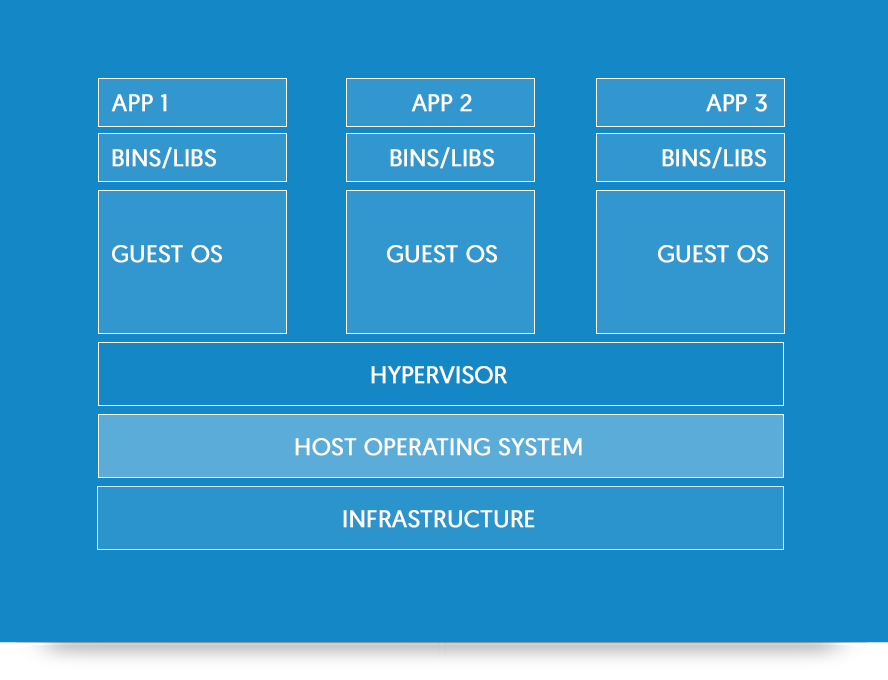 APP 1
APP 2
APP 3
BINS/LIBS
BINS/LIBS
BINS/LIBS
GUEST OS
GUEST OS
GUEST OS
HYPERVISOR
HOST OPERATING SYSTEM
INFRASTRUCTURE